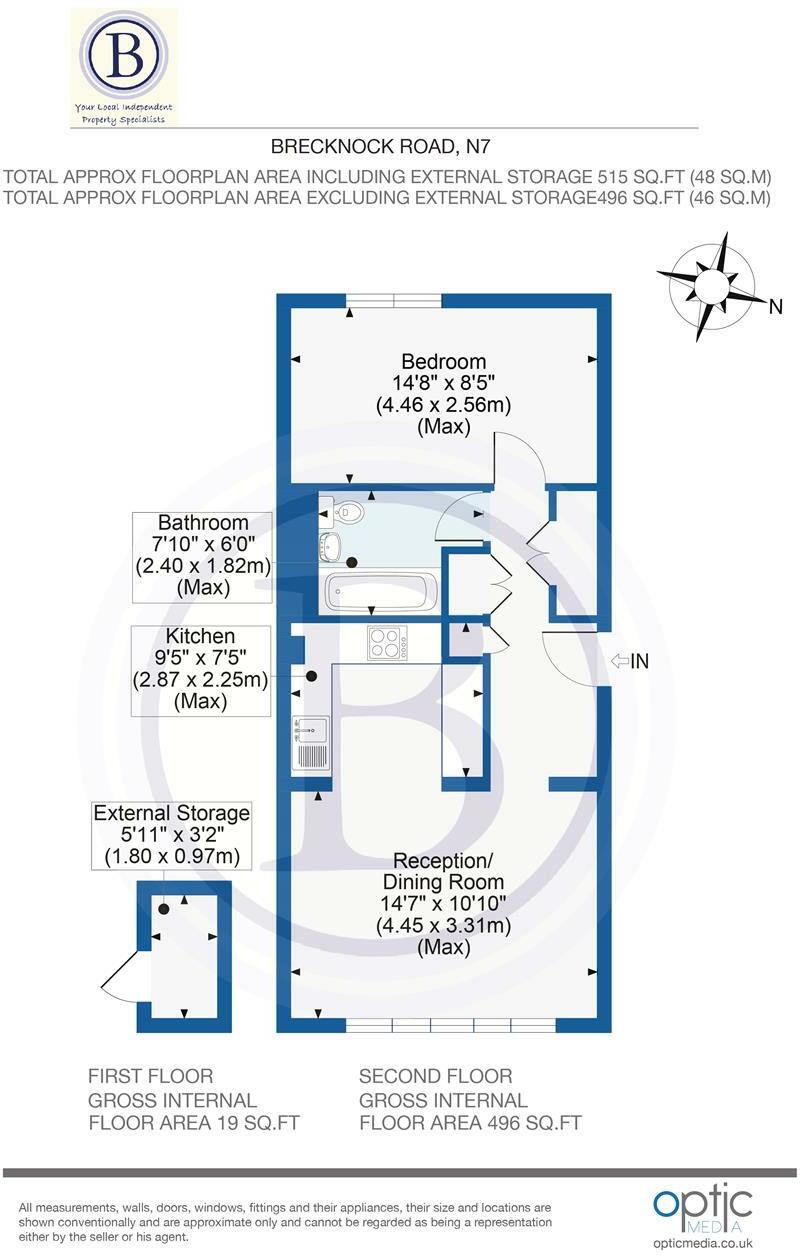 B
Your Local Independent
Property Specialists
BRECKNOCK ROAD, N7
TOTAL APPROX FLOORPLAN AREA INCLUDING EXTERNAL STORAGE 515 SQ.FT (48 SQ.M)
TOTAL APPROX FLOORPLAN AREA EXCLUDING EXTERNAL STORAGE496 SQ.FT (46 SQ.M)
N
Bedroom
14'8" x 8'5"
(4.46 x 2.56m)
(Max)
Bathroom
7'10" x 6'0"
(2.40 x 1.82m)
(Max)
Kitchen
9'5" x 7'5"
(2.87 x 2.25m)
(Max)
IN
B
External Storage
5'11" x 3'2"
(1.80 x 0.97m)
Reception/
Dining Room
14'7" x 10'10"
(4.45 x 3.31m)
(Max)
FIRST FLOOR
GROSS INTERNAL
FLOOR AREA 19 SQ.FT
SECOND FLOOR
GROSS INTERNAL
FLOOR AREA 496 SQ.FT
All measurements, walls, doors, windows, fittings and their appliances, their size and locations are
shown conventionally and are approximate only and cannot be regarded as being a representation
either by the seller or his agent.
optic
MEDIA
opticmedia.co.uk